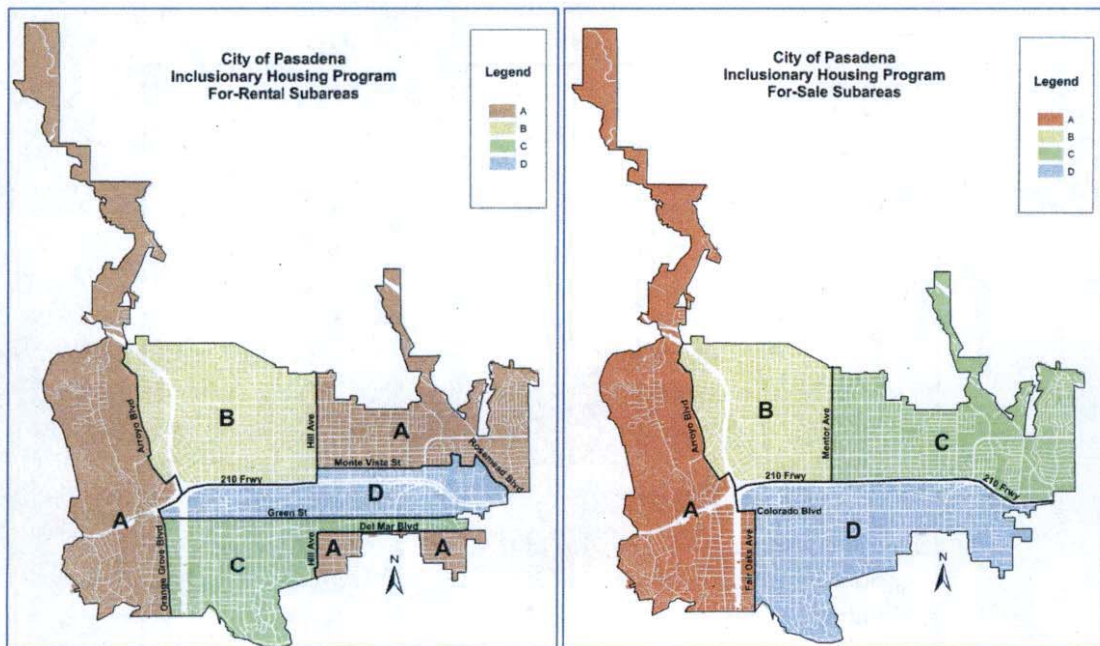 City of Pasadena
Inclusionary Housing Program
For-Rental Subareas
Legend
A
B
C
D
B
A
Arroyo Blvd
Hill Ave
Monte Vista St
Rosemead Blvd
210 Frwy
D
A
Green St
Del Mar Blvd
Orange Grove Blvd
C
Hill Ave
A
A
N
City of Pasadena
Inclusionary Housing Program
For-Sale Subareas
Legend
A
B
C
D
B
C
Arroyo Blvd
Mentor Ave
210 Frwy
210 Frwy
A
Colorado Blvd
D
Fair Oaks Ave
N